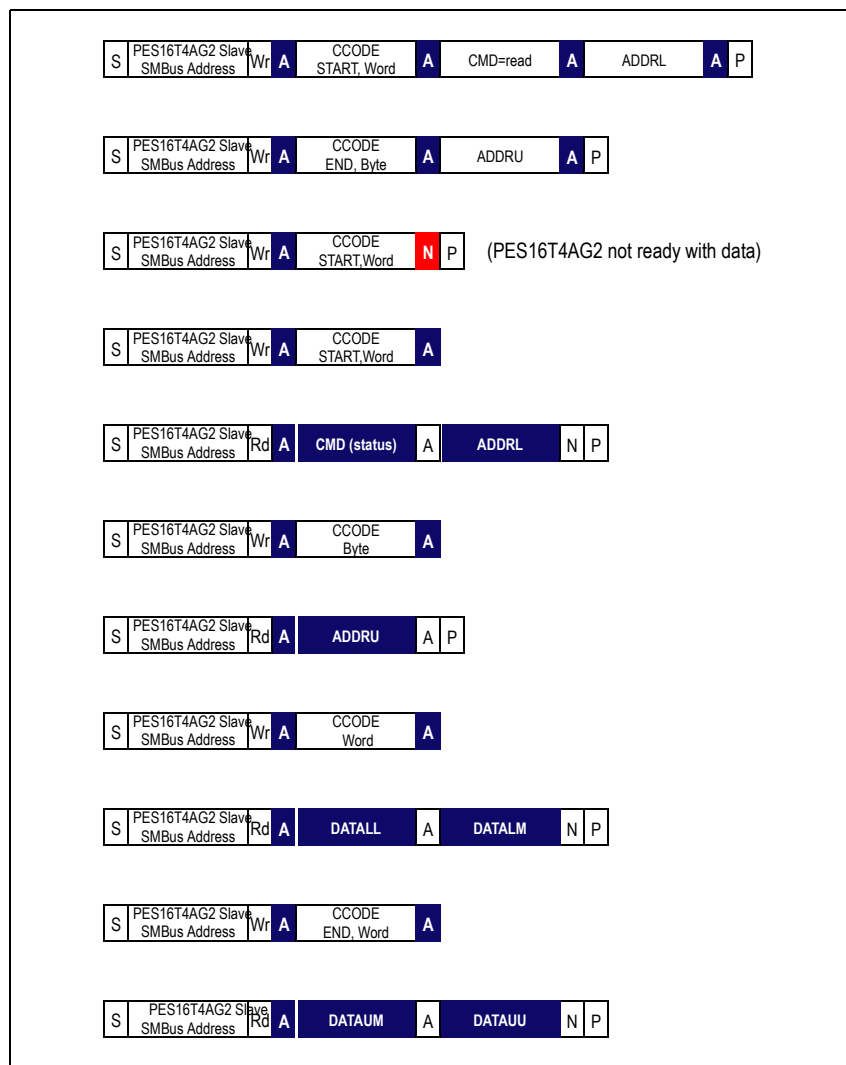 S PES16T4AG2 Slave SMBus Address Wr A CCODE START, Word A CMD=read A ADDRL A P
S PES16T4AG2 Slave SMBus Address Wr A CCODE END, Byte A ADDRU A P
S PES16T4AG2 Slave SMBus Address Wr A CCODE START,Word N P (PES16T4AG2 not ready with data)
S PES16T4AG2 Slave SMBus Address Wr A CCODE START,Word A
S PES16T4AG2 Slave SMBus Address Rd A CMD (status) A ADDRL N P
S PES16T4AG2 Slave SMBus Address Wr A CCODE Byte A
S PES16T4AG2 Slave SMBus Address Rd A ADDRU A P
S PES16T4AG2 Slave SMBus Address Wr A CCODE Word A
S PES16T4AG2 Slave SMBus Address Rd A DATALL A DATALM N P
S PES16T4AG2 Slave SMBus Address Wr A CCODE END, Word A
S PES16T4AG2 Slave SMBus Address Rd A DATAUM A DATAUU N P